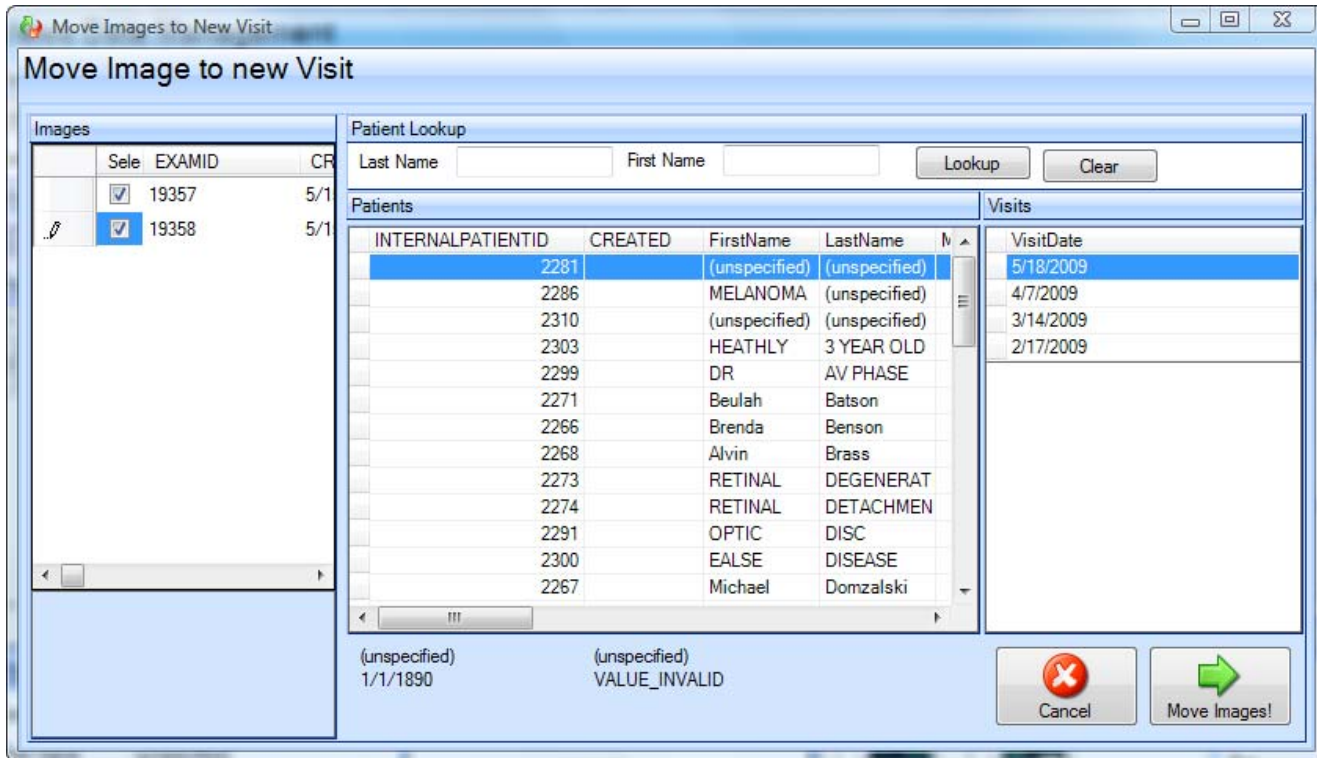 Move Images to New Visit
Move Image to new Visit
Images
Sele EXAMID CR
19357 5/1
19358 5/1
Patient Lookup
Last Name First Name Lookup Clear
Patients
INTERNALPATIENTID CREATED FirstName LastName M
2281 (unspecified) (unspecified)
2286 MELANOMA (unspecified)
2310 (unspecified) (unspecified)
2303 HEATHLY 3 YEAR OLD
2299 DR AV PHASE
2271 Beulah Batson
2266 Brenda Benson
2268 Alvin Brass
2273 RETINAL DEGENERAT
2274 RETINAL DETACHMEN
2291 OPTIC DISC
2300 EALSE DISEASE
2267 Michael Domzalski
Visits
VisitDate
5/18/2009
4/7/2009
3/14/2009
2/17/2009
(unspecified) (unspecified)
1/1/1890 VALUE_INVALID
Cancel Move Images!